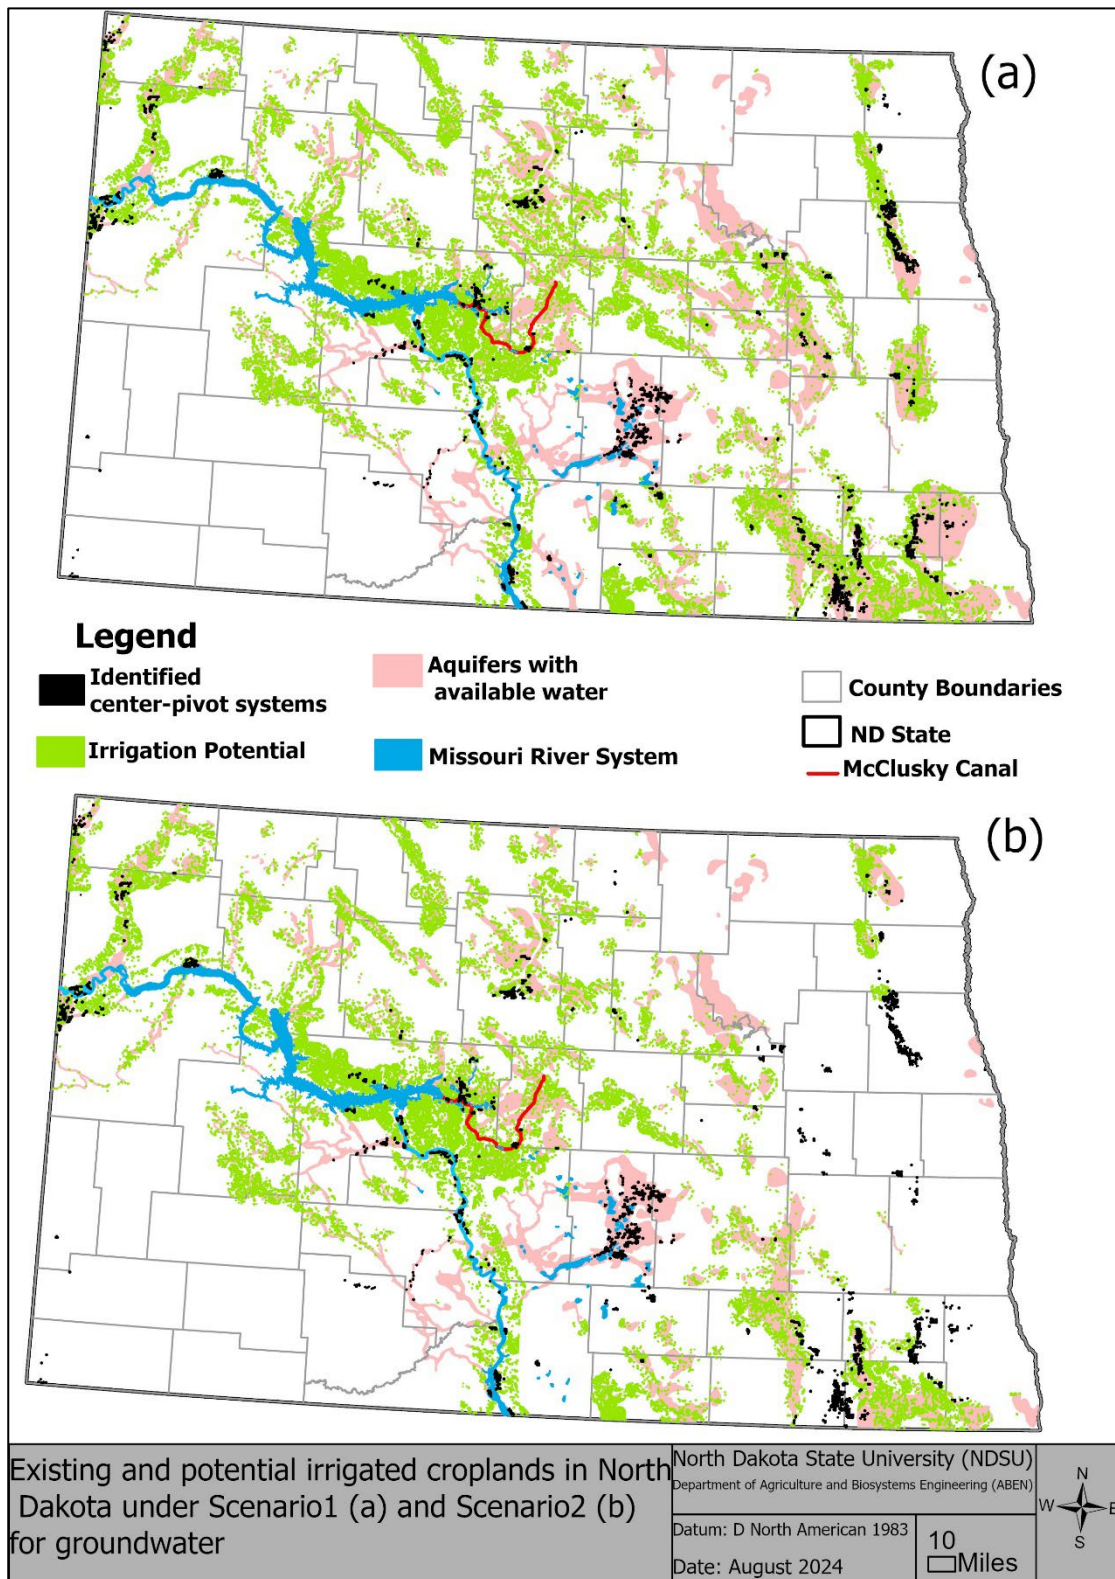 (a)
Legend
Identified
center-pivot systems
Irrigation Potential
Aquifers with
available water
Missouri River System
County Boundaries
ND State
McClusky Canal
(b)
Existing and potential irrigated croplands in North
Dakota under Scenario1 (a) and Scenario2 (b)
for groundwater
North Dakota State University (NDSU)
Department of Agriculture and Biosystems Engineering (ABEN)
Datum: D North American 1983
Date: August 2024
10
Miles
N
W E
S